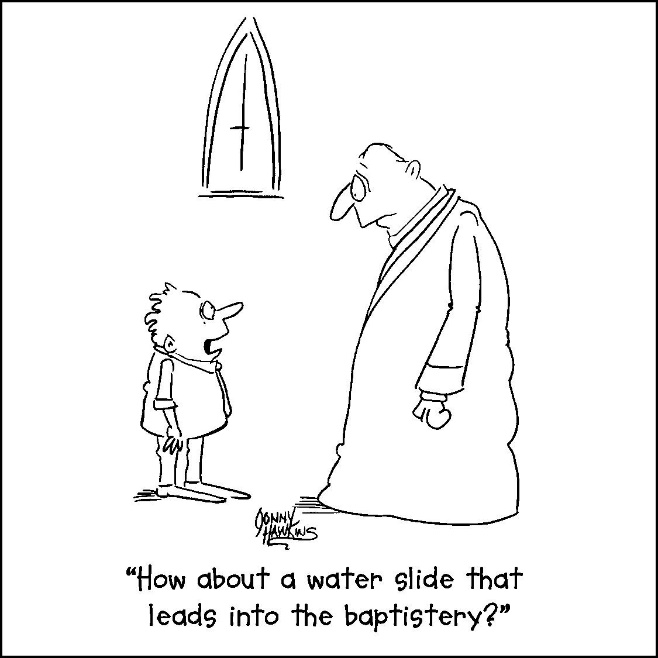 JONNY
HAWKINS
“How about a water slide that
leads into the baptistery?”